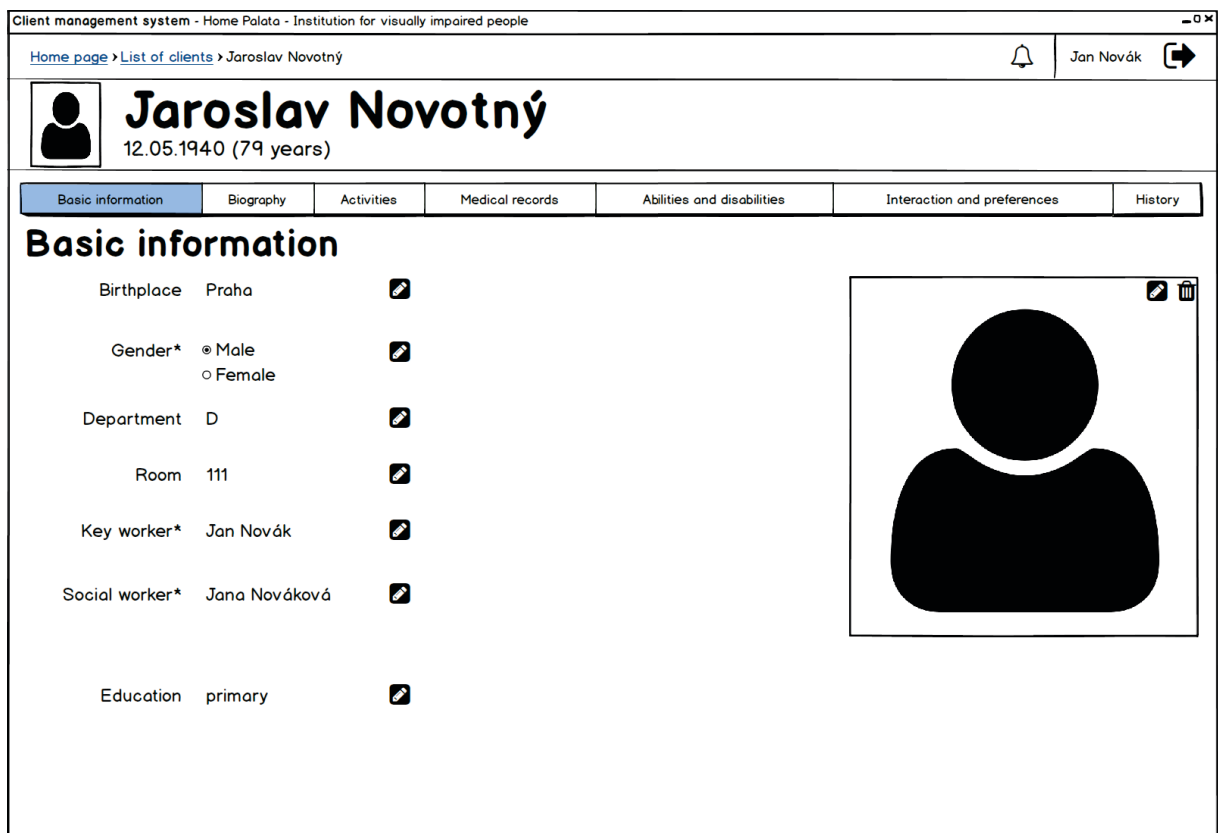 Client management system - Home Palata - Institution for visually impaired people
Home page › List of clients › Jaroslav Novotný
Jan Novák
Jaroslav Novotný
12.05.1940 (79 years)
Basic information
Biography
Activities
Medical records
Abilities and disabilities
Interaction and preferences
History
Basic information
Birthplace Praha
Gender* Male
Female
Department D
Room 111
Key worker* Jan Novák
Social worker* Jana Nováková
Education primary